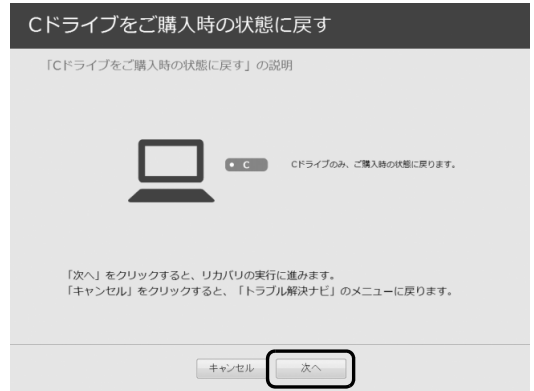 Cドライブをご購入時の状態に戻す
「Cドライブをご購入時の状態に戻す」の説明
C
Cドライブのみ、ご購入時の状態に戻ります。
「次へ」をクリックすると、リカバリの実行に進みます。
「キャンセル」をクリックすると、「トラブル解決ナビ」のメニューに戻ります。
キャンセル
次へ